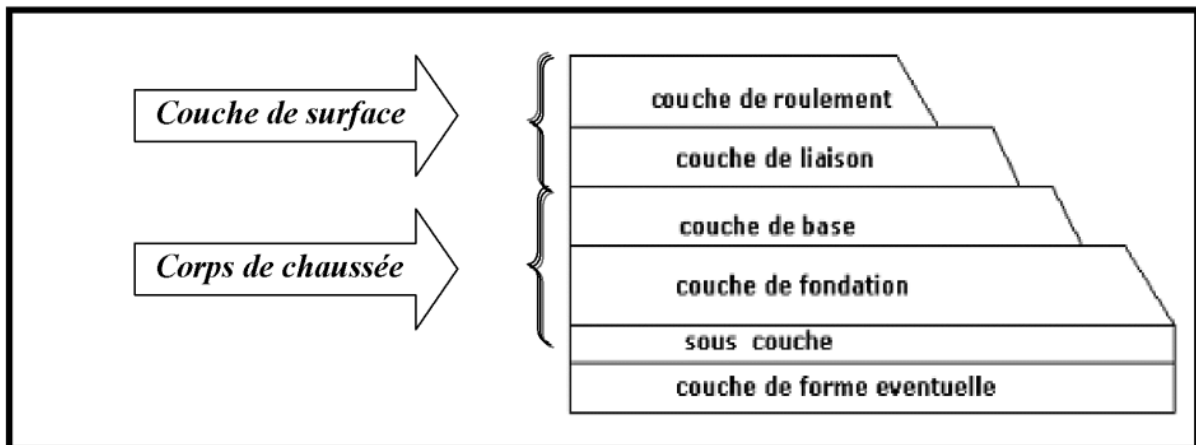 Couche de surface
Corps de chaussée
couche de roulement
couche de liaison
couche de base
couche de fondation
sous couche
couche de forme eventuelle